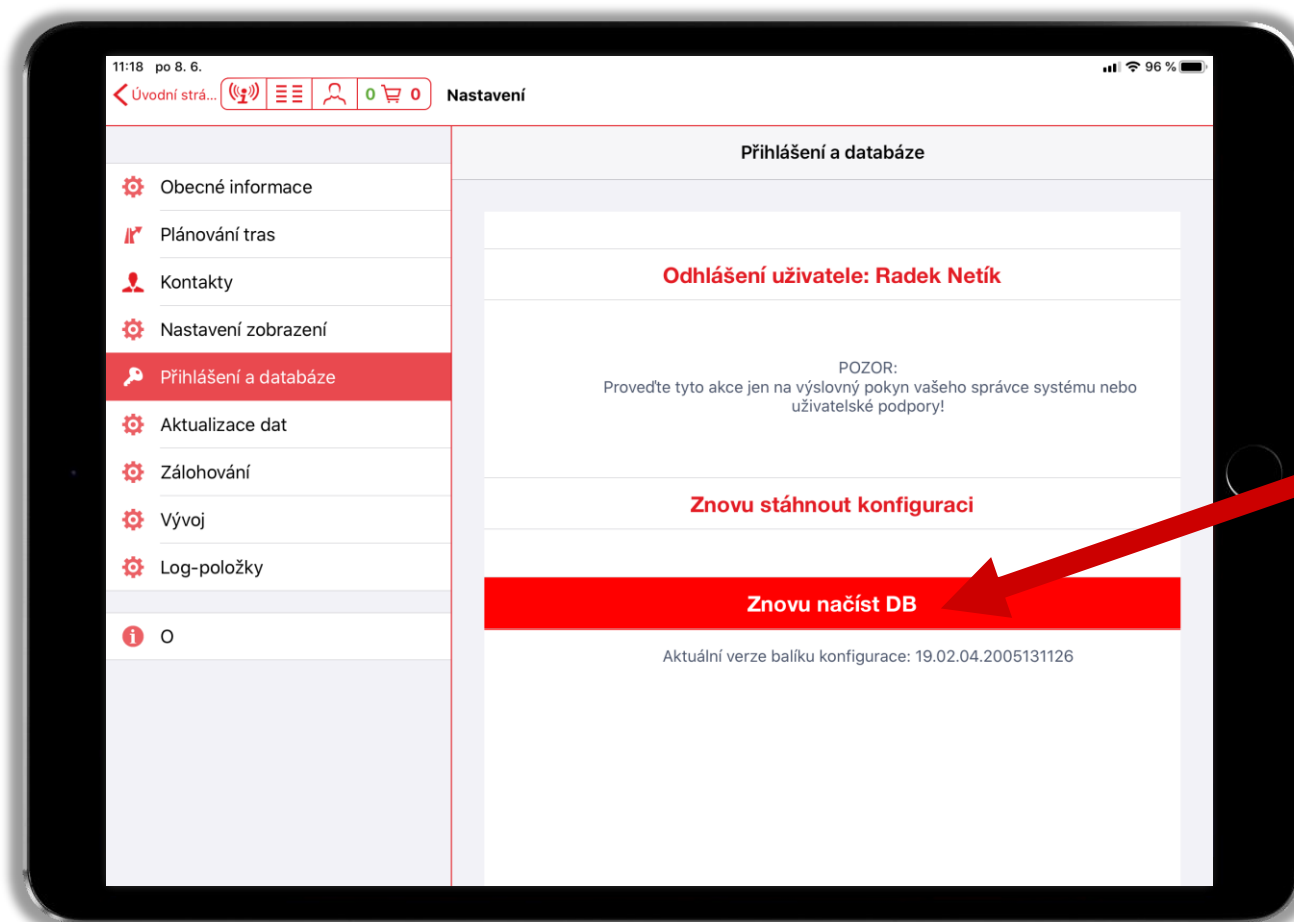 11:18 po 8. 6.
96 %
Úvodní strá...
0
0
Nastavení
Přihlášení a databáze
Obecné informace
Plánování tras
Kontakty
Nastavení zobrazení
Přihlášení a databáze
Aktualizace dat
Zálohování
Vývoj
Log-položky
O
Odhlášení uživatele: Radek Netík
POZOR:
Proveďte tyto akce jen na výslovný pokyn vašeho správce systému nebo
uživatelské podpory!
Znovu stáhnout konfiguraci
Znovu načíst DB
Aktuální verze balíku konfigurace: 19.02.04.2005131126